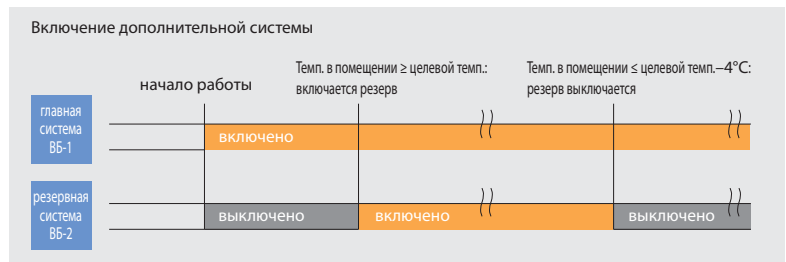 Включение дополнительной системы
начало работы
Темп. в помещении ≥ целевой темп.:
включается резерв
Темп. в помещении ≤ целевой темп.–4°C:
резерв выключается
главная
система
ВБ-1
включено
резервная
система
ВБ-2
выключено
включено
выключено